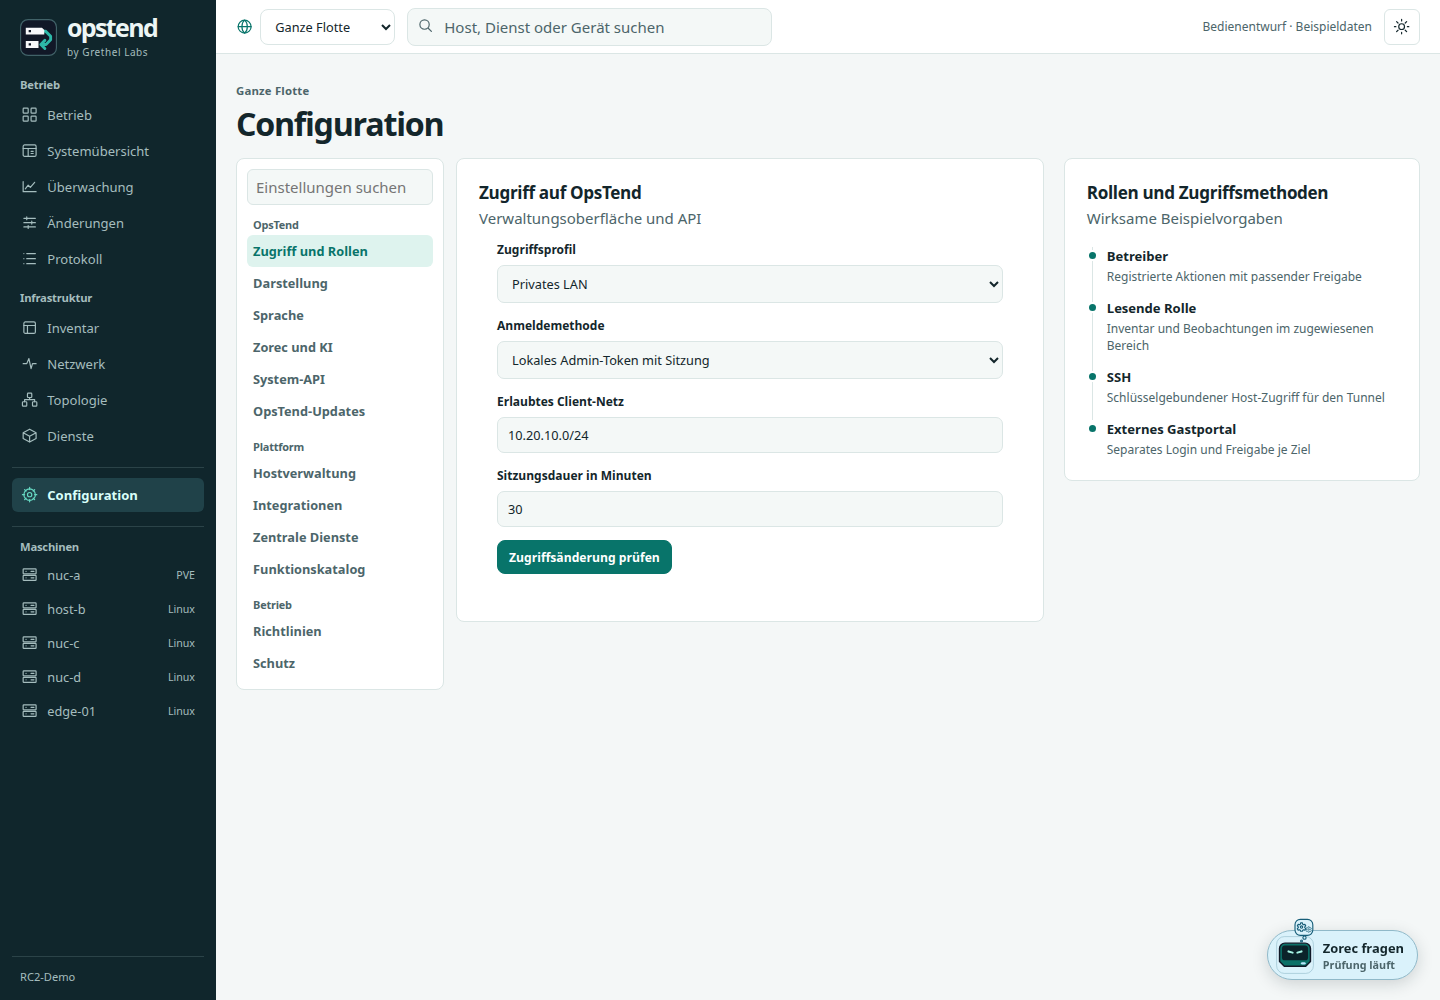 opstend
by Grethel Labs
Betrieb
Betrieb
Systemübersicht
Überwachung
Änderungen
Protokoll
Infrastruktur
Inventar
Netzwerk
Topologie
Dienste
Configuration
Maschinen
nuc-a PVE
host-b Linux
nuc-c Linux
nuc-d Linux
edge-01 Linux
RC2-Demo
Ganze Flotte
Host, Dienst oder Gerät suchen
Bedienentwurf · Beispieldaten
Ganze Flotte
Configuration
Einstellungen suchen
OpsTend
Zugriff und Rollen
Darstellung
Sprache
Zorec und KI
System-API
OpsTend-Updates
Plattform
Hostverwaltung
Integrationen
Zentrale Dienste
Funktionskatalog
Betrieb
Richtlinien
Schutz
Zugriff auf OpsTend
Verwaltungsoberfläche und API
Zugriffsprofil
Privates LAN
Anmeldemethode
Lokales Admin-Token mit Sitzung
Erlaubtes Client-Netz
10.20.10.0/24
Sitzungsdauer in Minuten
30
Zugriffsänderung prüfen
Rollen und Zugriffsmethoden
Wirksame Beispielvorgaben
Betreiber
Registrierte Aktionen mit passender Freigabe
Lesende Rolle
Inventar und Beobachtungen im zugewiesenen
Bereich
SSH
Schlüsselgebundener Host-Zugriff für den Tunnel
Externes Gastportal
Separates Login und Freigabe je Ziel
Zorec fragen
Prüfung läuft